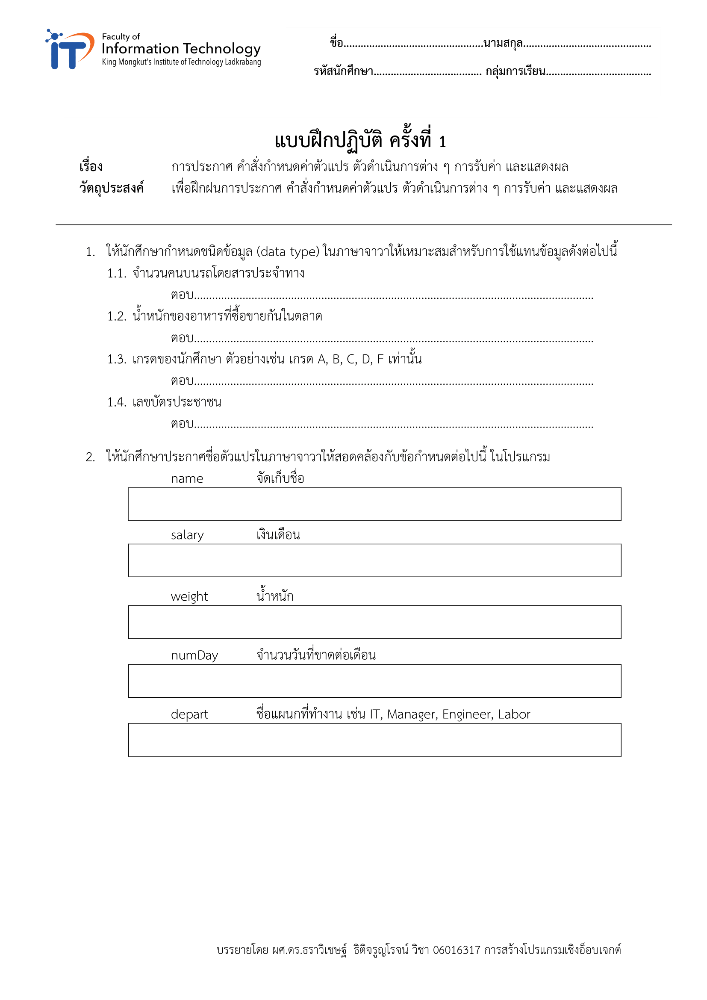 Faculty of
Information Technology
King Mongkut's Institute of Technology Ladkrabang
ชื่อ.................................................นามสกุล.............................................
รหัสนักศึกษา...................................... กลุ่มการเรียน.....................................
แบบฝึกปฏิบัติ ครั้งที่ 1
เรื่อง การประกาศ คำสั่งกำหนดค่าตัวแปร ตัวดำเนินการต่าง ๆ การรับค่า และแสดงผล
วัตถุประสงค์ เพื่อฝึกฝนการประกาศ คำสั่งกำหนดค่าตัวแปร ตัวดำเนินการต่าง ๆ การรับค่า และแสดงผล
1. ให้นักศึกษากำหนดชนิดข้อมูล (data type) ในภาษาจาวาให้เหมาะสมสำหรับการใช้แทนข้อมูลดังต่อไปนี้
1.1. จำนวนคนบนรถโดยสารประจำทาง
ตอบ....................................................................................................................................
1.2. น้ำหนักของอาหารที่ซื้อขายกันในตลาด
ตอบ....................................................................................................................................
1.3. เกรดของนักศึกษา ตัวอย่างเช่น เกรด A, B, C, D, F เท่านั้น
ตอบ....................................................................................................................................
1.4. เลขบัตรประชาชน
ตอบ....................................................................................................................................
2. ให้นักศึกษาประกาศชื่อตัวแปรในภาษาจาวาให้สอดคล้องกับข้อกำหนดต่อไปนี้ ในโปรแกรม
name จัดเก็บชื่อ
salary เงินเดือน
weight น้ำหนัก
numDay จำนวนวันที่ขาดต่อเดือน
depart ชื่อแผนกที่ทำงาน เช่น IT, Manager, Engineer, Labor
บรรยายโดย ผศ.ดร.ธราวิเชษฐ์ ธิติจรูญโรจน์ วิชา 06016317 การสร้างโปรแกรมเชิงอ็อบเจกต์